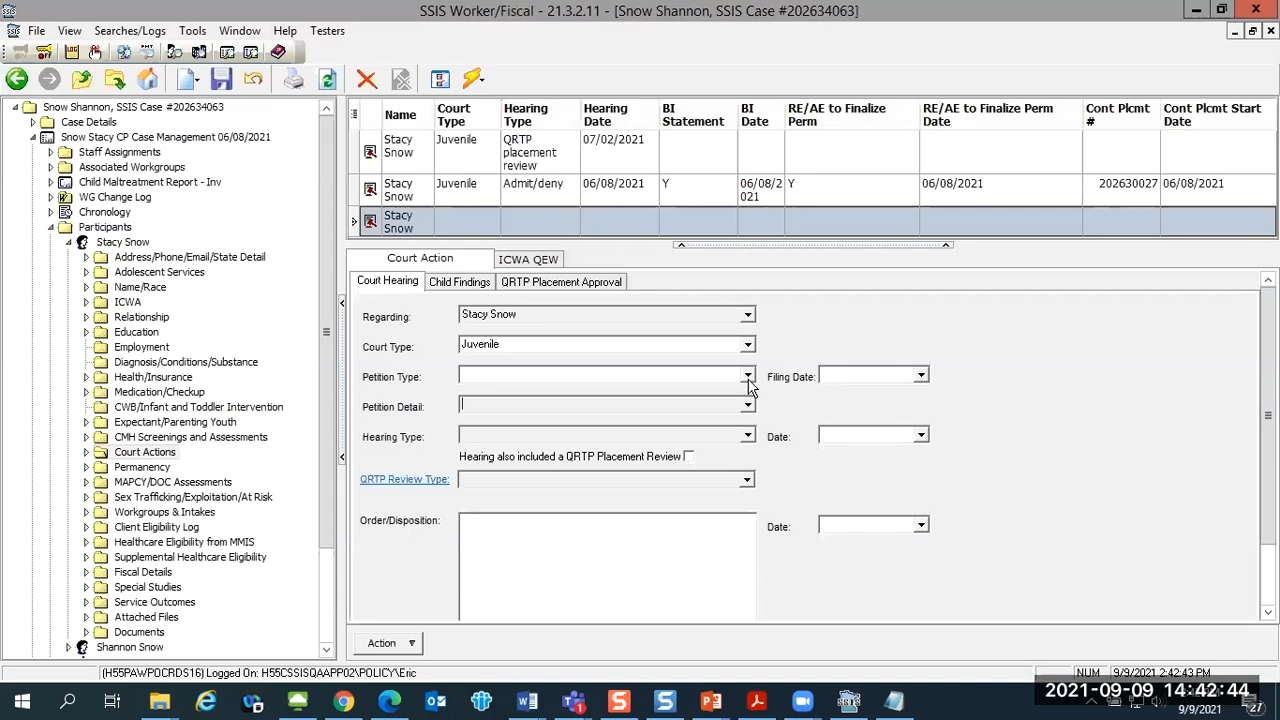 SSIS Worker/Fiscal - 21.3.2.11 - [Snow Shannon, SSIS Case #202634063]
File View Searches/Logs Tools Window Help Testers
Snow Shannon, SSIS Case #202634063
Case Details
Snow Stacy CP Case Management 06/08/2021
Staff Assignments
Associated Workgroups
Child Maltreatment Report - Inv
WG Change Log
Chronology
Participants
Stacy Snow
Address/Phone/Email/State Detail
Adolescent Services
Name/Race
ICWA
Relationship
Education
Employment
Diagnosis/Conditions/Substance
Health/Insurance
Medication/Checkup
CWB/Infant and Toddler Intervention
Expectant/Parenting Youth
CMH Screenings and Assessments
Court Actions
Permanency
MAPCY/DOC Assessments
Sex Trafficking/Exploitation/At Risk
Workgroups & Intakes
Client Eligibility Log
Healthcare Eligibility from MMIS
Supplemental Healthcare Eligibility
Fiscal Details
Special Studies
Service Outcomes
Attached Files
Documents
Shannon Snow
Name Court Type Hearing Type Hearing Date BI Statement BI Date RE/AE to Finalize Perm RE/AE to Finalize Perm Date Cont Plcmt # Cont Plcmt Start Date
Stacy Snow Juvenile QRTP placement review 07/02/2021
Stacy Snow Juvenile Admit/deny 06/08/2021 Y 06/08/2021 Y 06/08/2021 202630027 06/08/2021
Stacy Snow
Court Action ICWA QEW
Court Hearing Child Findings QRTP Placement Approval
Regarding: Stacy Snow
Court Type: Juvenile
Petition Type: Filing Date:
Petition Detail:
Hearing Type: Date:
Hearing also included a QRTP Placement Review
QRTP Review Type:
Order/Disposition: Date:
Action
(H55PAWPOCRDS16) Logged On: H55CSSISQAAPP02\POLICY\Eric
NUM 9/9/2021 2:42:43 PM
2021-09-09 14:42:44
9/9/2021
27